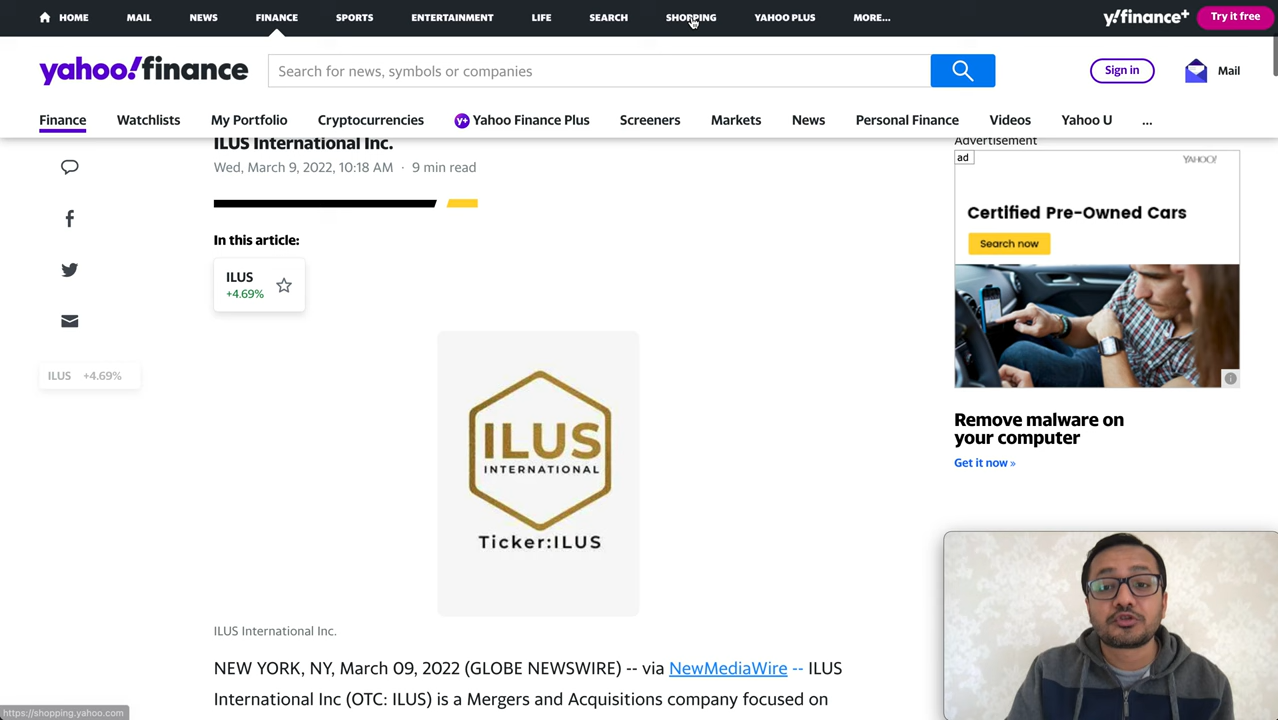 HOME MAIL NEWS FINANCE SPORTS ENTERTAINMENT LIFE SEARCH SHOPPING YAHOO PLUS MORE... y!finance+ Try it free
yahoo!finance Search for news, symbols or companies Sign in Mail
Finance Watchlists My Portfolio Cryptocurrencies y+ Yahoo Finance Plus Screeners Markets News Personal Finance Videos Yahoo U ...
ILUS International Inc.
Wed, March 9, 2022, 10:18 AM · 9 min read
In this article:
ILUS
+4.69%
ILUS +4.69%
ILUS
INTERNATIONAL
Ticker:ILUS
ILUS International Inc.
NEW YORK, NY, March 09, 2022 (GLOBE NEWSWIRE) -- via NewMediaWire -- ILUS
International Inc (OTC: ILUS) is a Mergers and Acquisitions company focused on
Advertisement
ad YAHOO!
Certified Pre-Owned Cars
Search now
Remove malware on
your computer
Get it now »
https://shopping.yahoo.com